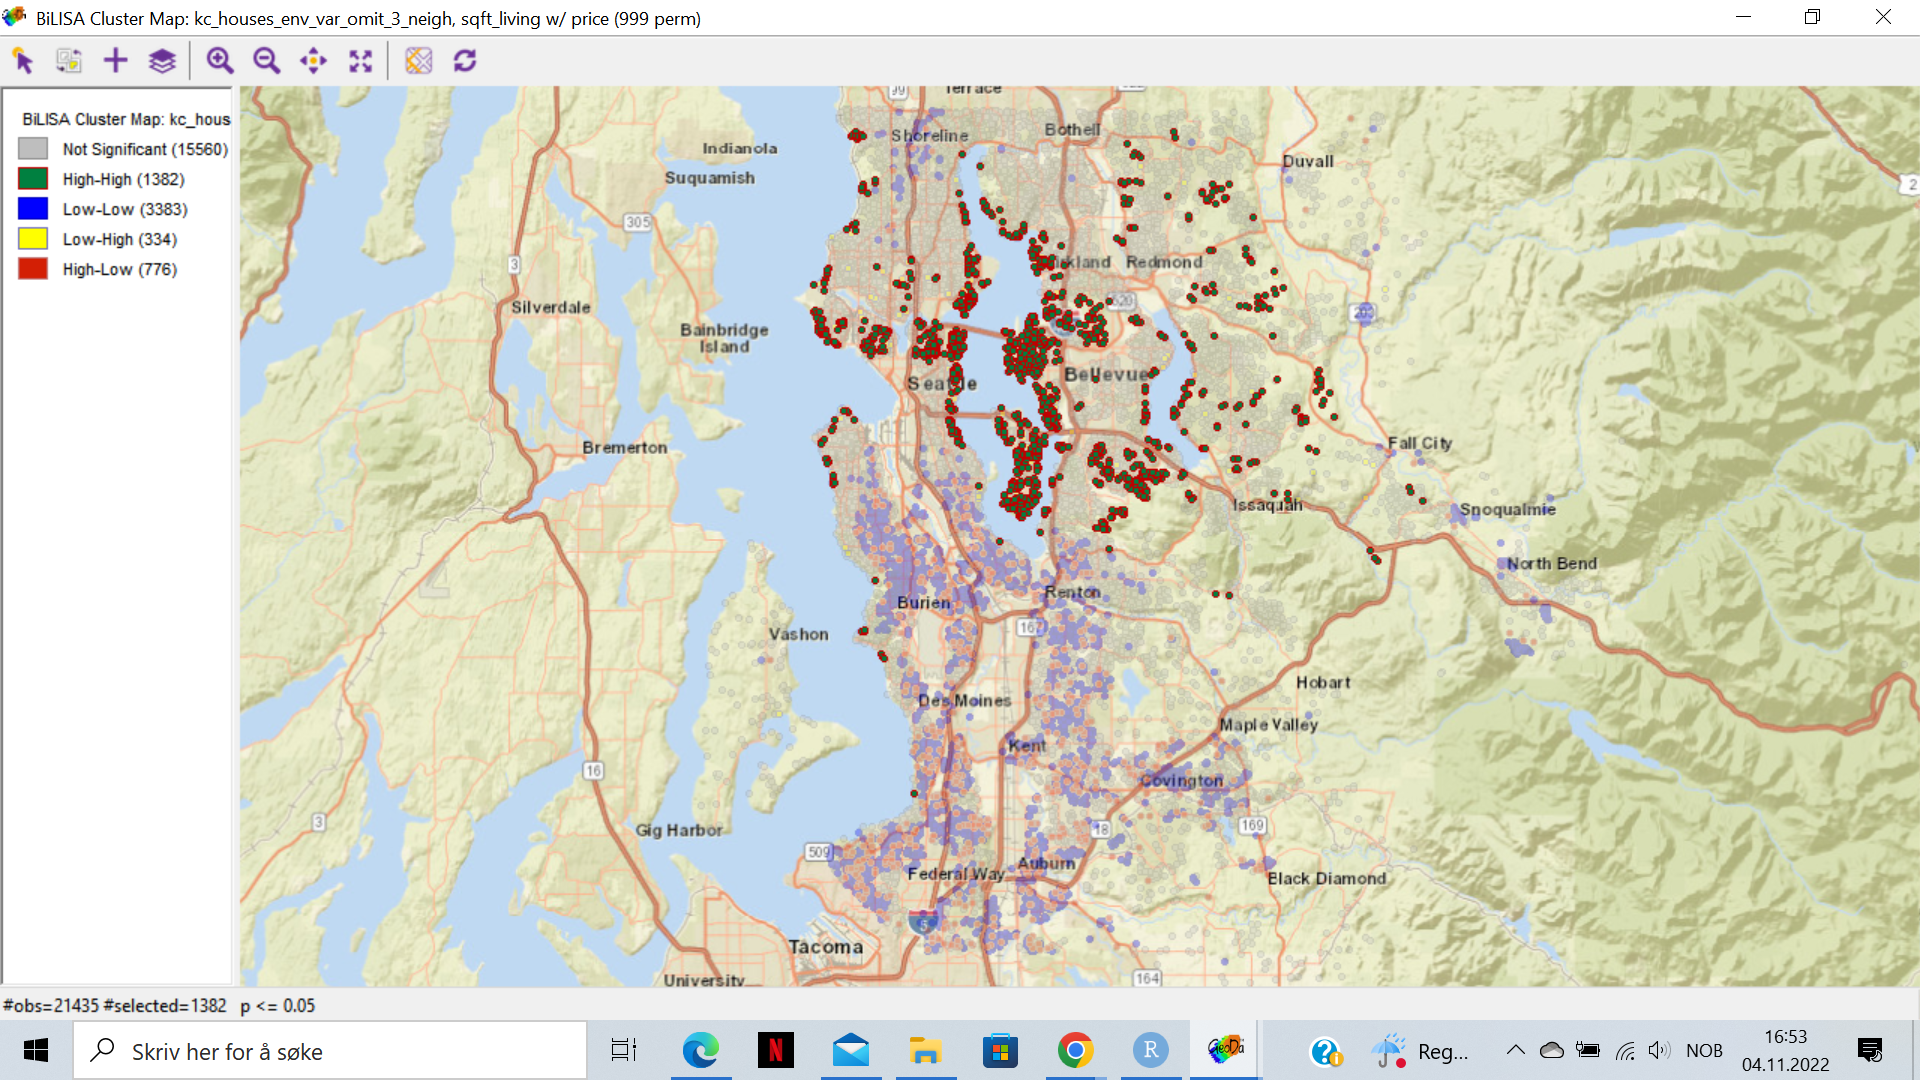 BiLISA Cluster Map: kc_houses_env_var_omit_3_neigh, sqft_living w/ price (999 perm)
BiLISA Cluster Map: kc_hous
Not Significant (15560)
High-High (1382)
Low-Low (3383)
Low-High (334)
High-Low (776)
99
Terrace
Shoreline
Bothell
Indianola
Duvall
Suquamish
2
305
3
Redmond
Silverdale
520
203
Bainbridge
Island
Seattle
Bellevue
Bremerton
Fall City
Issaquah
Snoqualmie
North Bend
Burien
Renton
167
Vashon
Hobart
Des Moines
Maple Valley
Kent
16
Covington
3
Gig Harbor
18
169
509
Auburn
Federal Way
Black Diamond
5
Tacoma
University
164
#obs=21435 #selected=1382 p <= 0.05
Skriv her for å søke
N
R
GeoDa
Reg...
NOB
16:53
04.11.2022